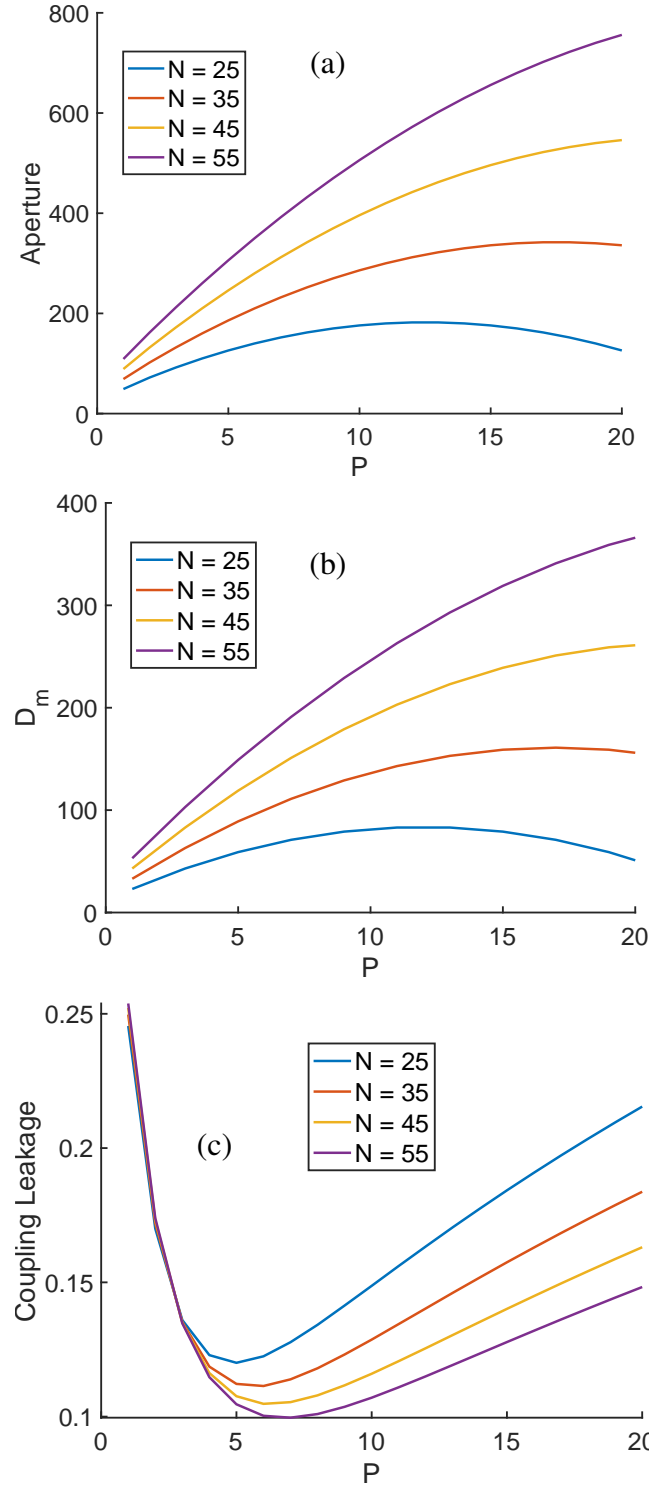 800
600
400
200
0
Aperture
N = 25
N = 35
N = 45
N = 55
(a)
0 5 10 15 20
P
400
300
200
100
0
D_m
N = 25
N = 35
N = 45
N = 55
(b)
0 5 10 15 20
P
0.25
0.2
0.15
0.1
Coupling Leakage
N = 25
N = 35
N = 45
N = 55
(c)
0 5 10 15 20
P